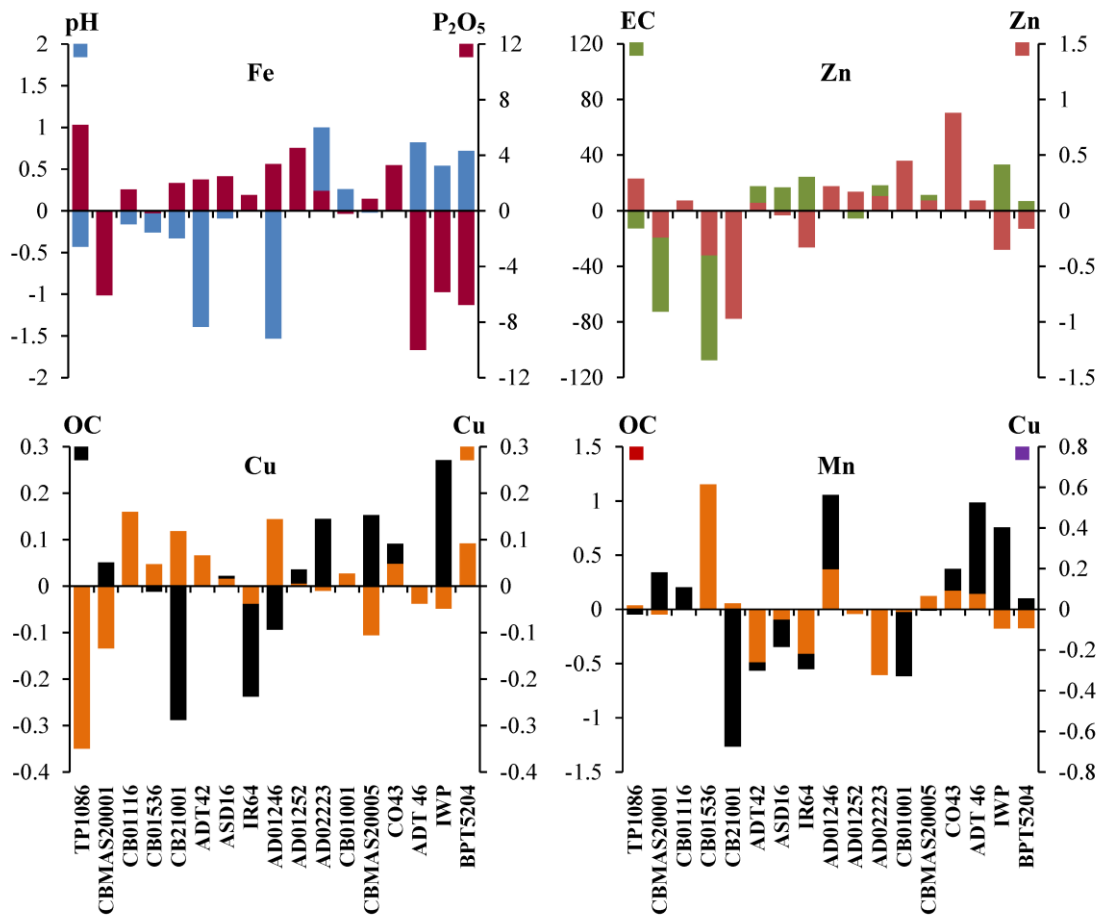 pH P₂O₅
Fe
2 12
1.5
8
1
4
0.5
0 0
-0.5
-4
-1
-8
-1.5
-2 -12
EC Zn
Zn
120 1.5
80 1
40 0.5
0 0
-40 -0.5
-80 -1
-120 -1.5
OC Cu
Cu
0.3 0.3
0.2 0.2
0.1 0.1
0 0
-0.1 -0.1
-0.2 -0.2
-0.3 -0.3
-0.4 -0.4
TP1086
CBMAS20001
CB01116
CB01536
CB21001
ADT42
ASD16
IR64
AD01246
AD01252
AD02223
CB01001
CBMAS20005
CO43
ADT 46
IWP
BPT5204
OC Cu
Mn
1.5 0.8
0.6
1
0.4
0.5
0.2
0 0
-0.2
-0.5
-0.4
-1
-0.6
-1.5 -0.8
TP1086
CBMAS20001
CB01116
CB01536
CB21001
ADT42
ASD16
IR64
AD01246
AD01252
AD02223
CB01001
CBMAS20005
CO43
ADT 46
IWP
BPT5204